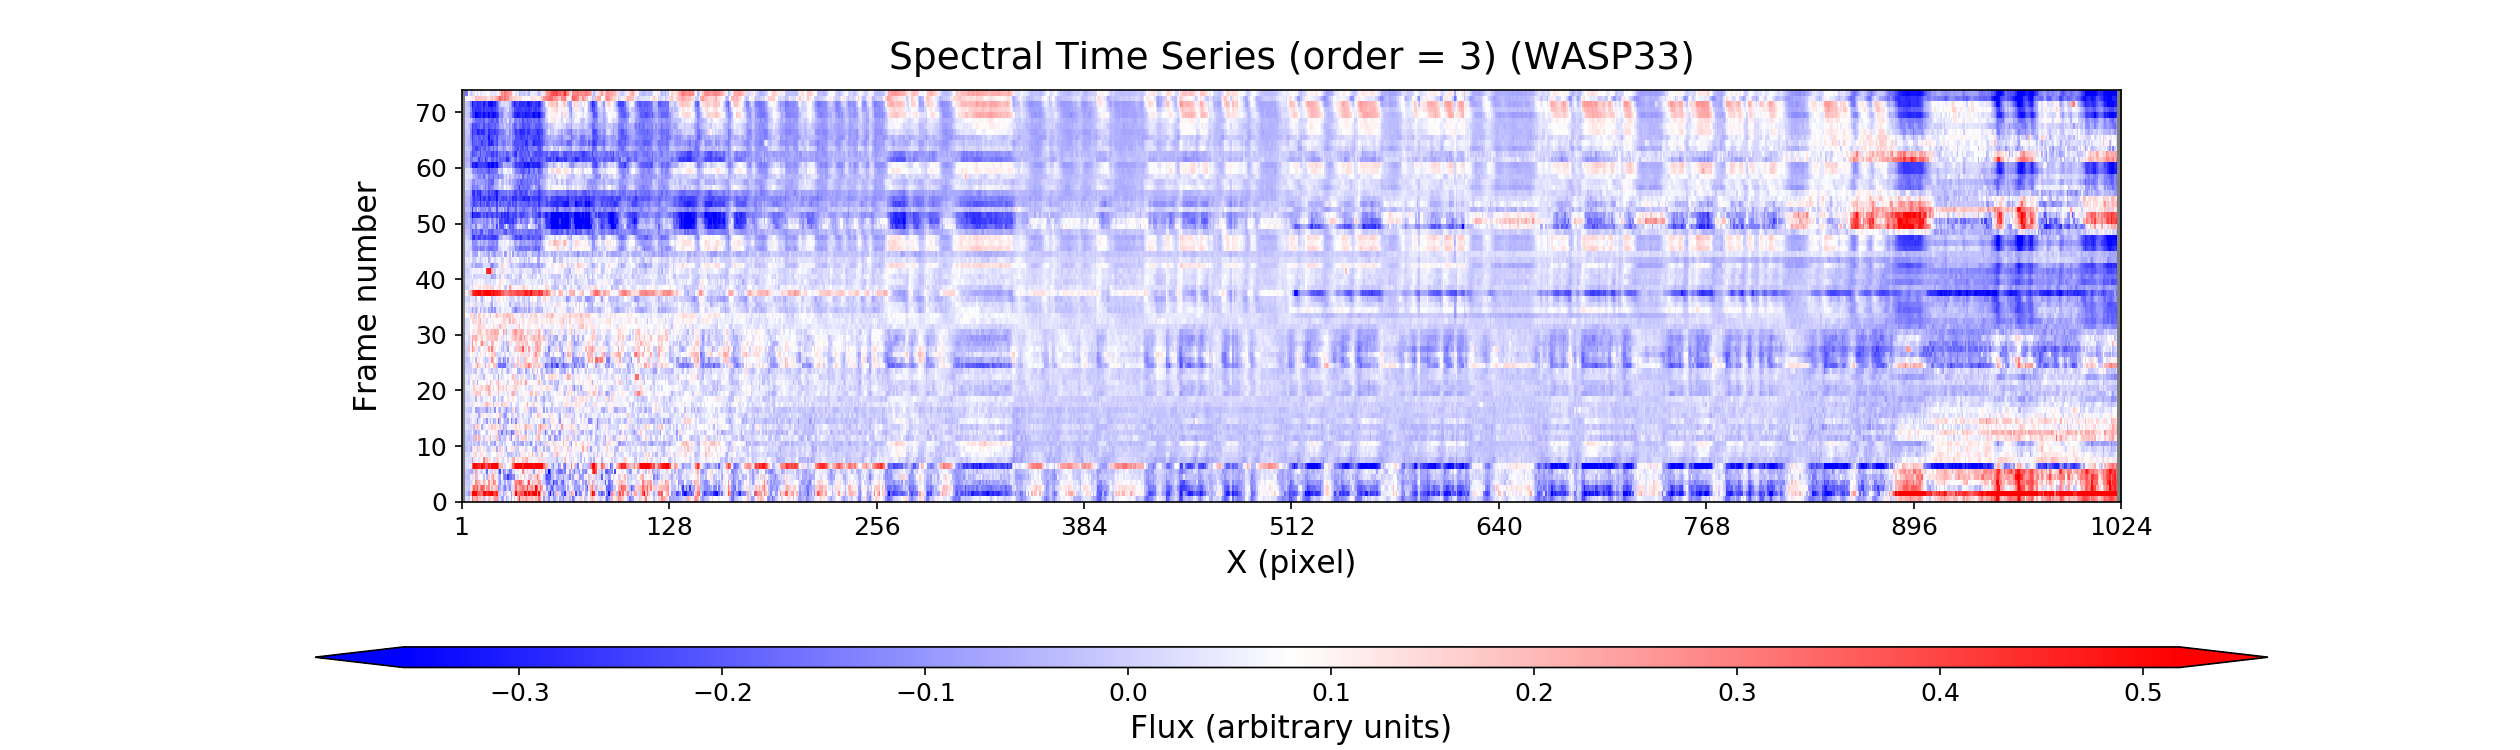 Spectral Time Series (order = 3) (WASP33)
Frame number
70
60
50
40
30
20
10
0
1 128 256 384 512 640 768 896 1024
X (pixel)
−0.3 −0.2 −0.1 0.0 0.1 0.2 0.3 0.4 0.5
Flux (arbitrary units)